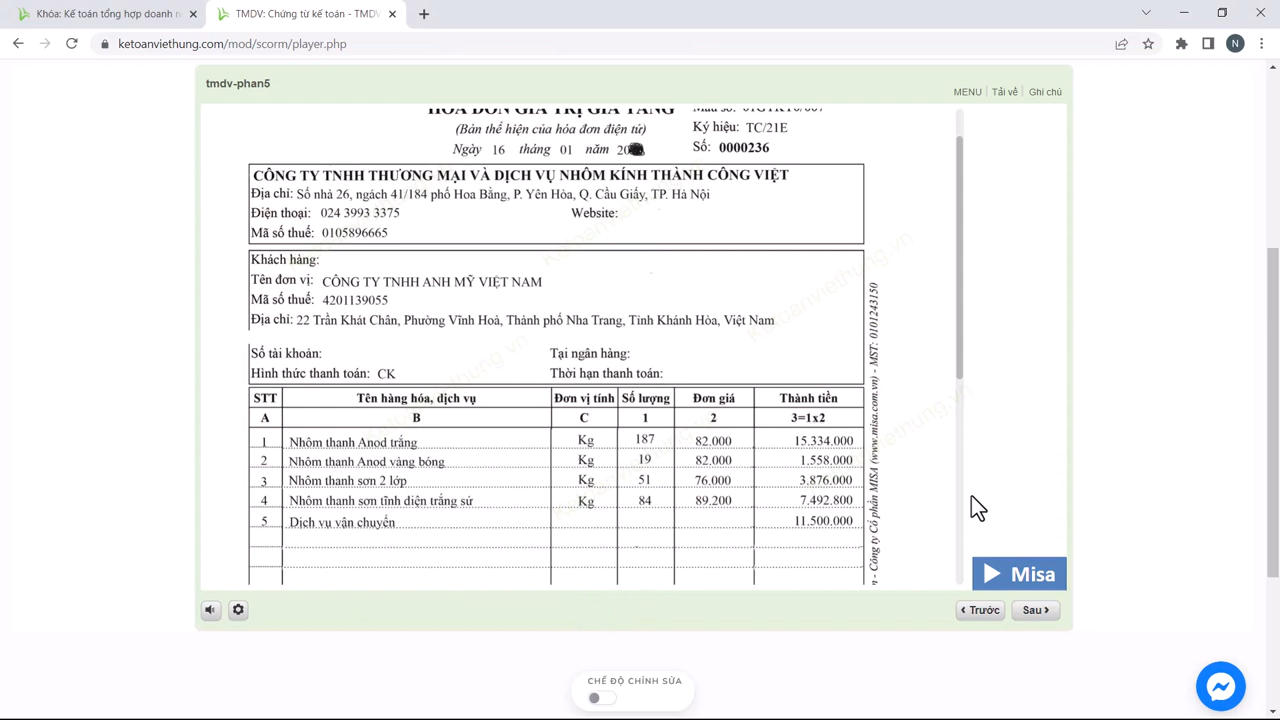 Khóa: Kế toán tổng hợp doanh n
TMDV: Chứng từ kế toán - TMDV
ketoanviethung.com/mod/scorm/player.php
N
tmdv-phan5
MENU Tải về Ghi chú
HÓA ĐƠN GIÁ TRỊ GIA TĂNG
(Bản thể hiện của hóa đơn điện tử)
Ký hiệu: TC/21E
Ngày 16 tháng 01 năm 20
Số: 0000236
CÔNG TY TNHH THƯƠNG MẠI VÀ DỊCH VỤ NHÔM KÍNH THÀNH CÔNG VIỆT
Địa chỉ: Số nhà 26, ngách 41/184 phố Hoa Bằng, P. Yên Hòa, Q. Cầu Giấy, TP. Hà Nội
Điện thoại: 024 3993 3375 Website:
Mã số thuế: 0105896665
Khách hàng:
Tên đơn vị: CÔNG TY TNHH ANH MỸ VIỆT NAM
Mã số thuế: 4201139055
Địa chỉ: 22 Trần Khát Chân, Phường Vĩnh Hoà, Thành phố Nha Trang, Tỉnh Khánh Hòa, Việt Nam
Số tài khoản: Tại ngân hàng:
Hình thức thanh toán: CK Thời hạn thanh toán:
STT Tên hàng hóa, dịch vụ Đơn vị tính Số lượng Đơn giá Thành tiền
A B C 1 2 3=1x2
1 Nhôm thanh Anod trắng Kg 187 82.000 15.334.000
2 Nhôm thanh Anod vàng bóng Kg 19 82.000 1.558.000
3 Nhôm thanh sơn 2 lớp Kg 51 76.000 3.876.000
4 Nhôm thanh sơn tĩnh điện trắng sứ Kg 84 89.200 7.492.800
5 Dịch vụ vận chuyển 11.500.000
n - Công ty Cổ phần MISA (www.misa.com.vn) - MST: 0101243150
Ketoanviethung.vn
Misa
Trước Sau
CHẾ ĐỘ CHỈNH SỬA